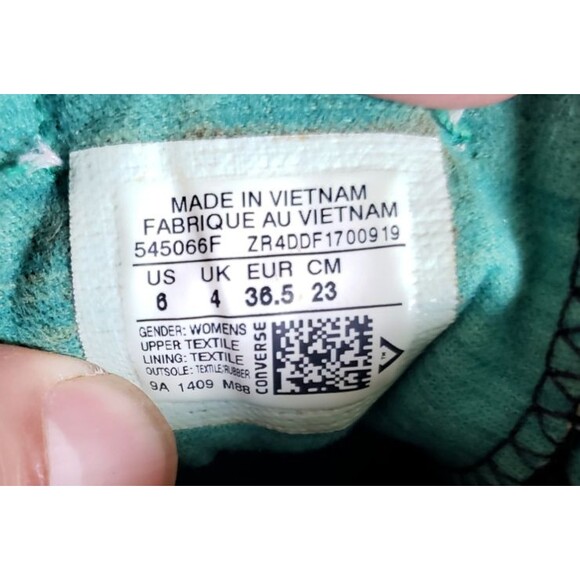 MADE IN VIETNAM
FABRIQUE AU VIETNAM
545066F ZR4DDF1700919
US UK EUR CM
6 4 36.5 23
GENDER: WOMENS
UPPER TEXTILE
LINING: TEXTILE
OUTSOLE: TEXTILE/RUBBER
9A 1409 M88
CONVERSE
TM